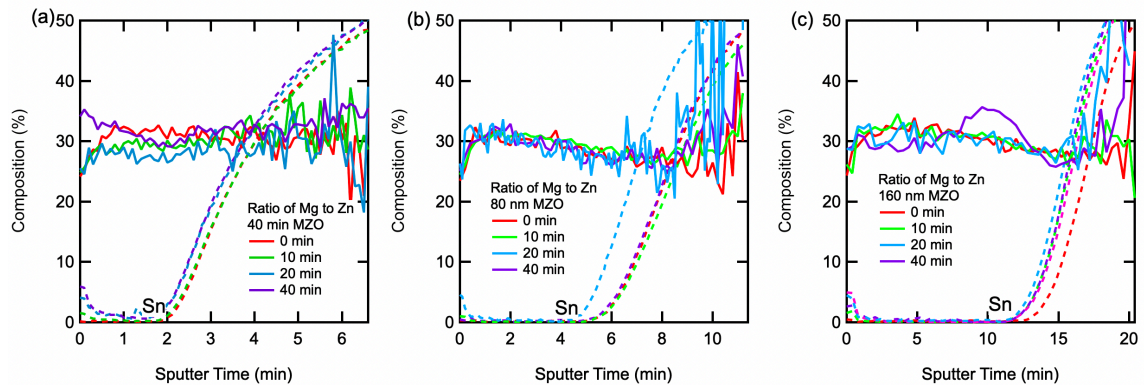 (a)
50
40
30
20
10
0
Composition (%)
Ratio of Mg to Zn
40 min MZO
0 min
10 min
20 min
40 min
Sn
0 1 2 3 4 5 6
Sputter Time (min)
(b)
50
40
30
20
10
0
Composition (%)
Ratio of Mg to Zn
80 nm MZO
0 min
10 min
20 min
40 min
Sn
0 2 4 6 8 10
Sputter Time (min)
(c)
50
40
30
20
10
0
Composition (%)
Ratio of Mg to Zn
160 nm MZO
0 min
10 min
20 min
40 min
Sn
0 5 10 15 20
Sputter Time (min)